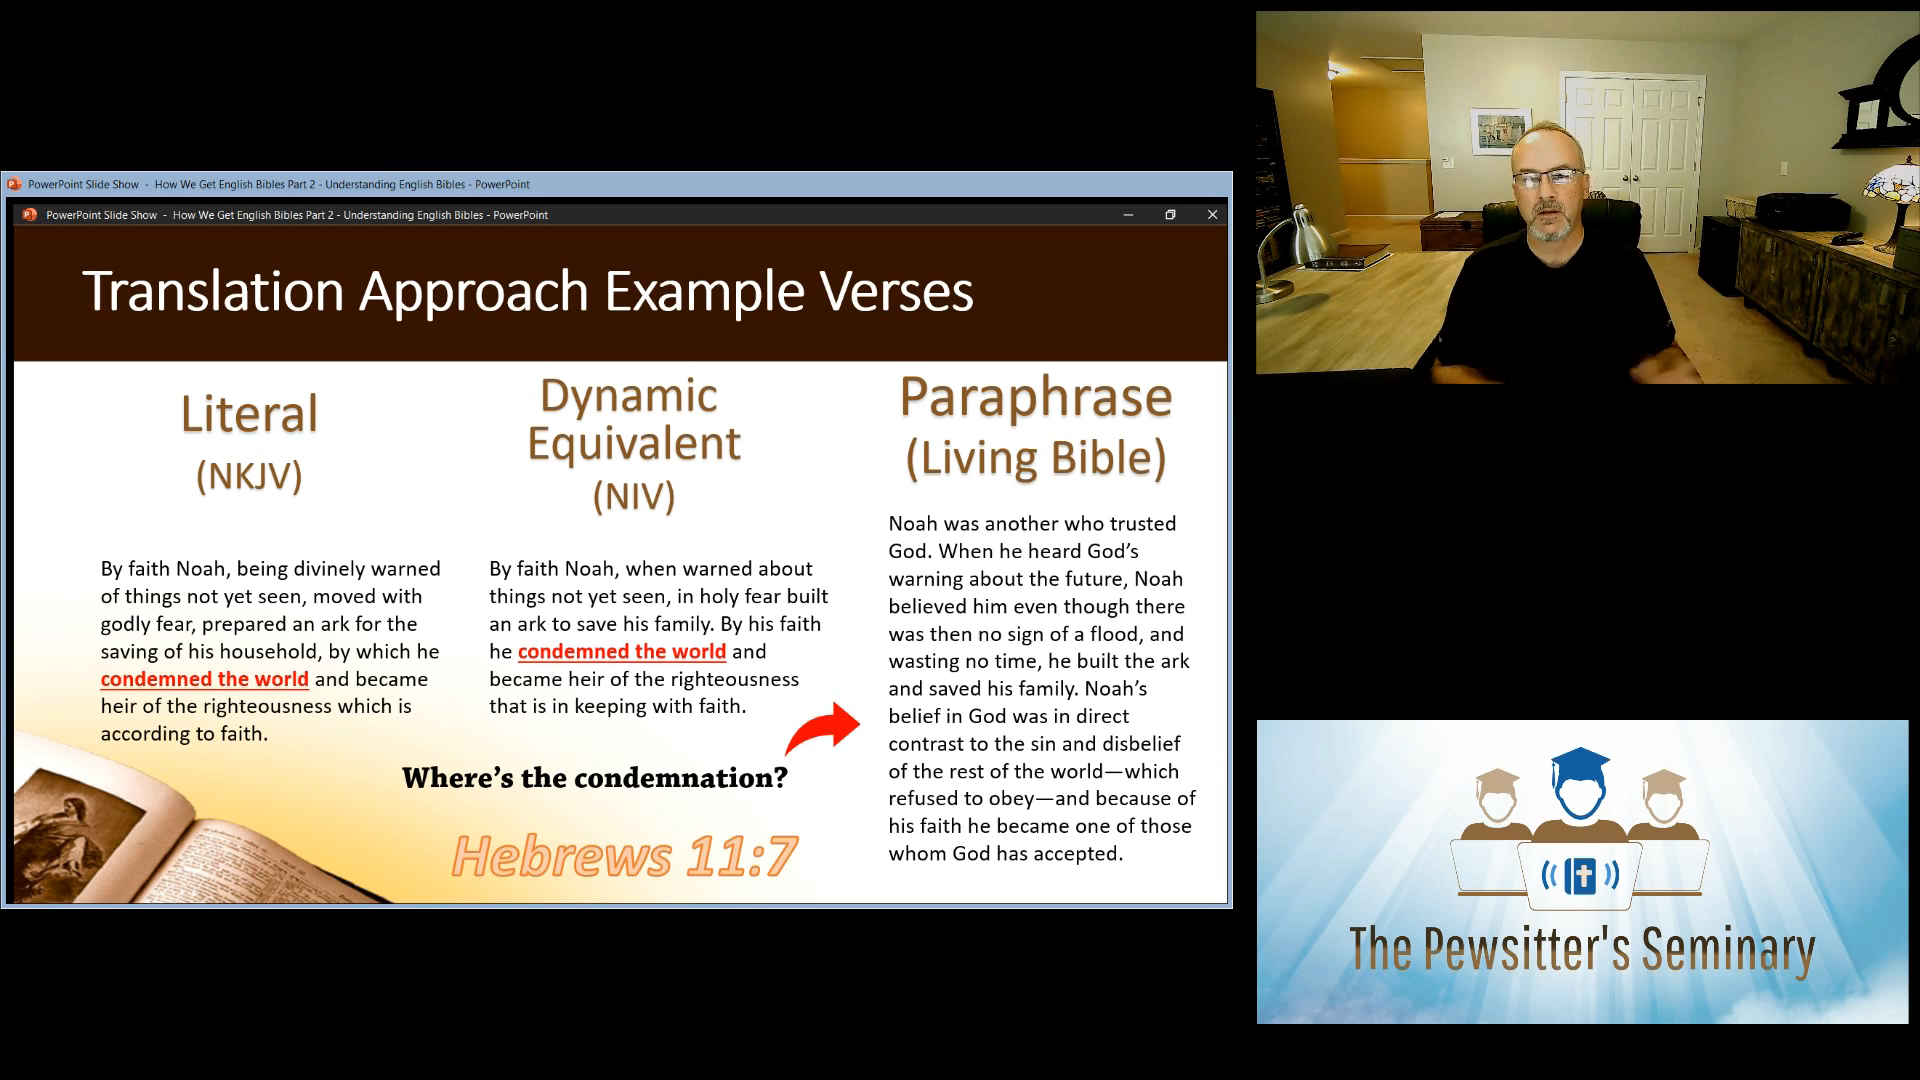 PowerPoint Slide Show - How We Get English Bibles Part 2 - Understanding English Bibles - PowerPoint
PowerPoint Slide Show - How We Get English Bibles Part 2 - Understanding English Bibles - PowerPoint
Translation Approach Example Verses
Literal
(NKJV)
By faith Noah, being divinely warned
of things not yet seen, moved with
godly fear, prepared an ark for the
saving of his household, by which he
condemned the world and became
heir of the righteousness which is
according to faith.
Dynamic
Equivalent
(NIV)
By faith Noah, when warned about
things not yet seen, in holy fear built
an ark to save his family. By his faith
he condemned the world and
became heir of the righteousness
that is in keeping with faith.
Paraphrase
(Living Bible)
Noah was another who trusted
God. When he heard God’s
warning about the future, Noah
believed him even though there
was then no sign of a flood, and
wasting no time, he built the ark
and saved his family. Noah’s
belief in God was in direct
contrast to the sin and disbelief
of the rest of the world—which
refused to obey—and because of
his faith he became one of those
whom God has accepted.
Where’s the condemnation?
Hebrews 11:7
The Pewsitter's Seminary